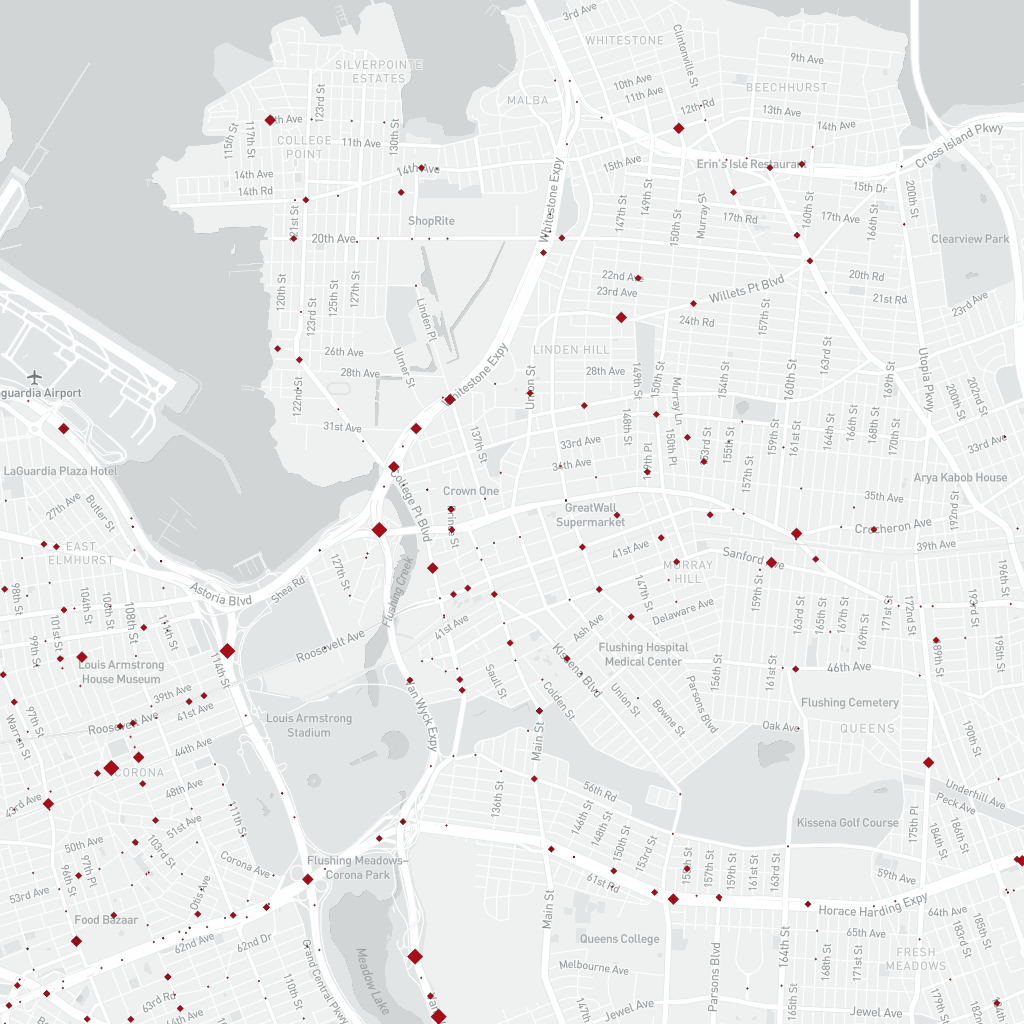 3rd Ave
WHITESTONE
Clintonville St
9th Ave
SILVERPOINTE
ESTATES
10th Ave
11th Ave
BEECHHURST
MALBA
12th Rd
13th Ave
14th Ave
123rd St
130th St
115th St
117th St
COLLEGE
POINT
11th Ave
Cross Island Pkwy
15th Ave
Erin's Isle Restaurant
14th Ave
14th Ave
14th Rd
15th Dr
147th St
149th St
150th St
Murray St
160th St
166th St
200th St
17th Rd
17th Ave
Whitestone Expy
ShopRite
20th Ave
Clearview Park
22nd Ave
23rd Ave
Willets Pt Blvd
20th Rd
21st Rd
23rd Ave
24th Rd
120th St
123rd St
125th St
127th St
Linden Pl
157th St
163rd St
LINDEN HILL
26th Ave
28th Ave
28th Ave
Ulmer St
Whitestone Expy
Union St
149th St
150th St
Murray Ln
160th St
169th St
Utopia Pkwy
200th St
202nd St
LaGuardia Plaza Hotel
122nd St
31st Ave
137th St
148th St
150th Pl
155th St
157th St
159th St
161st St
164th St
166th St
168th St
170th St
33rd Ave
33rd Ave
34th Ave
Arya Kabob House
Crown One
College Pt Blvd
GreatWall
Supermarket
35th Ave
192nd St
Crocheron Ave
39th Ave
27th Ave
Butler St
EAST
ELMHURST
41st Ave
MURRAY
HILL
Sanford Ave
98th St
104th St
106th St
108th St
111th St
Astoria Blvd
Shea Rd
127th St
Flushing Creek
147th St
Delaware Ave
159th St
163rd St
165th St
167th St
169th St
171st St
172nd St
193rd St
196th St
99th St
101st St
41st Ave
Ash Ave
Roosevelt Ave
Flushing Hospital
Medical Center
189th St
195th St
Louis Armstrong
House Museum
114th St
Saull St
Kissena Blvd
156th St
161st St
46th Ave
Colden St
Union St
Bowne St
Parsons Blvd
Flushing Cemetery
39th Ave
41st Ave
Roosevelt Ave
97th St
Warren St
Louis Armstrong
Stadium
Van Wyck Expy
Main St
Oak Ave
QUEENS
190th St
44th Ave
CORONA
48th Ave
43rd Ave
111th St
136th St
56th Rd
Underhill Ave
Peck Ave
175th Pl
184th St
186th St
Kissena Golf Course
146th St
148th St
150th St
153rd St
50th Ave
51st Ave
103rd St
Corona Ave
96th St
97th Pl
Otis Ave
Flushing Meadows–
Corona Park
157th St
159th St
161st St
163rd St
59th Ave
61st Rd
53rd Ave
Food Bazaar
Horace Harding Expy
Main St
Queens College
62nd Ave
62nd Dr
64th Ave
65th Ave
185th St
183rd St
FRESH
MEADOWS
Melbourne Ave
Grand Central Pkwy
Meadow Lake
Parsons Blvd
164th St
165th St
168th St
171st St
179th St
63rd Rd
110th St
Jewel Ave
Jewel Ave